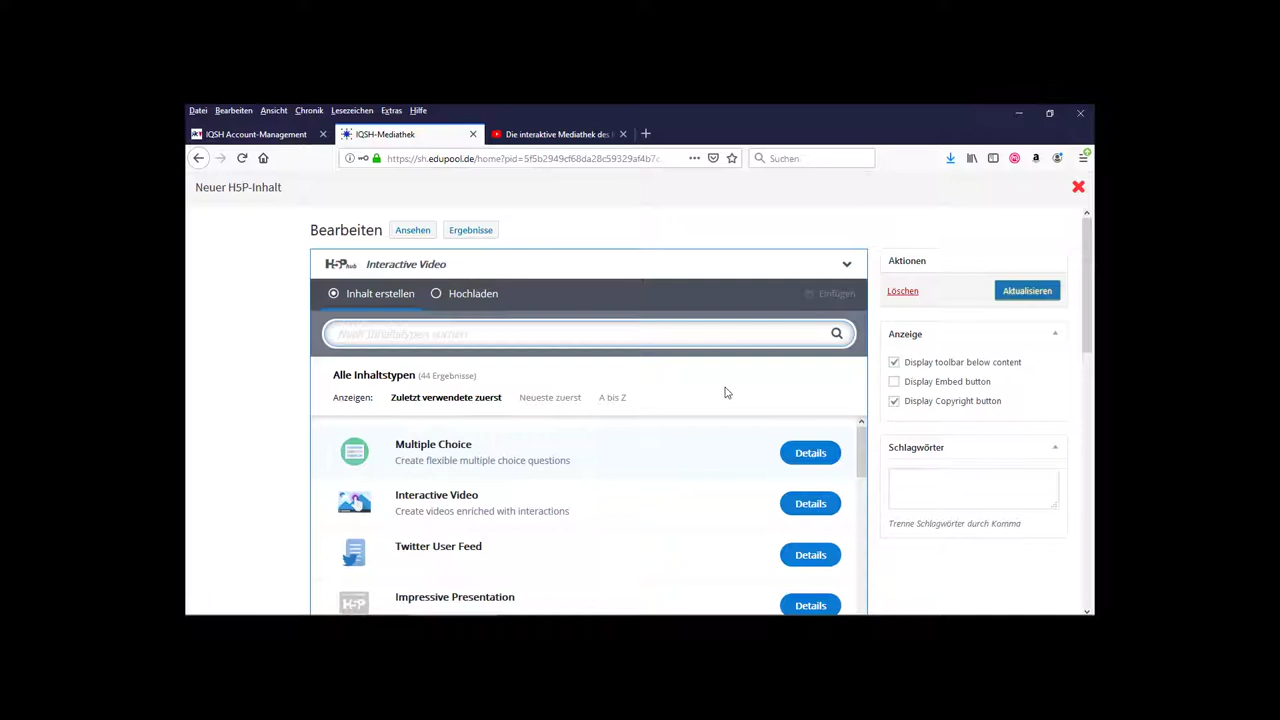 Datei Bearbeiten Ansicht Chronik Lesezeichen Extras Hilfe
IQSH Account-Management IQSH-Mediathek Die interaktive Mediathek des
https://sh.edupool.de/home?pid=5f5b2949cf68da28c59329af4b7c Suchen
Neuer H5P-Inhalt
Bearbeiten Ansehen Ergebnisse
H5P hub Interactive Video
Inhalt erstellen Hochladen Einfügen
Nach Inhaltstypen suchen
Alle Inhaltstypen (44 Ergebnisse)
Anzeigen: Zuletzt verwendete zuerst Neueste zuerst A bis Z
Multiple Choice
Create flexible multiple choice questions
Details
Interactive Video
Create videos enriched with interactions
Details
Twitter User Feed
Details
H5P
Impressive Presentation
Details
Aktionen
Löschen Aktualisieren
Anzeige
Display toolbar below content
Display Embed button
Display Copyright button
Schlagwörter
Trenne Schlagwörter durch Komma